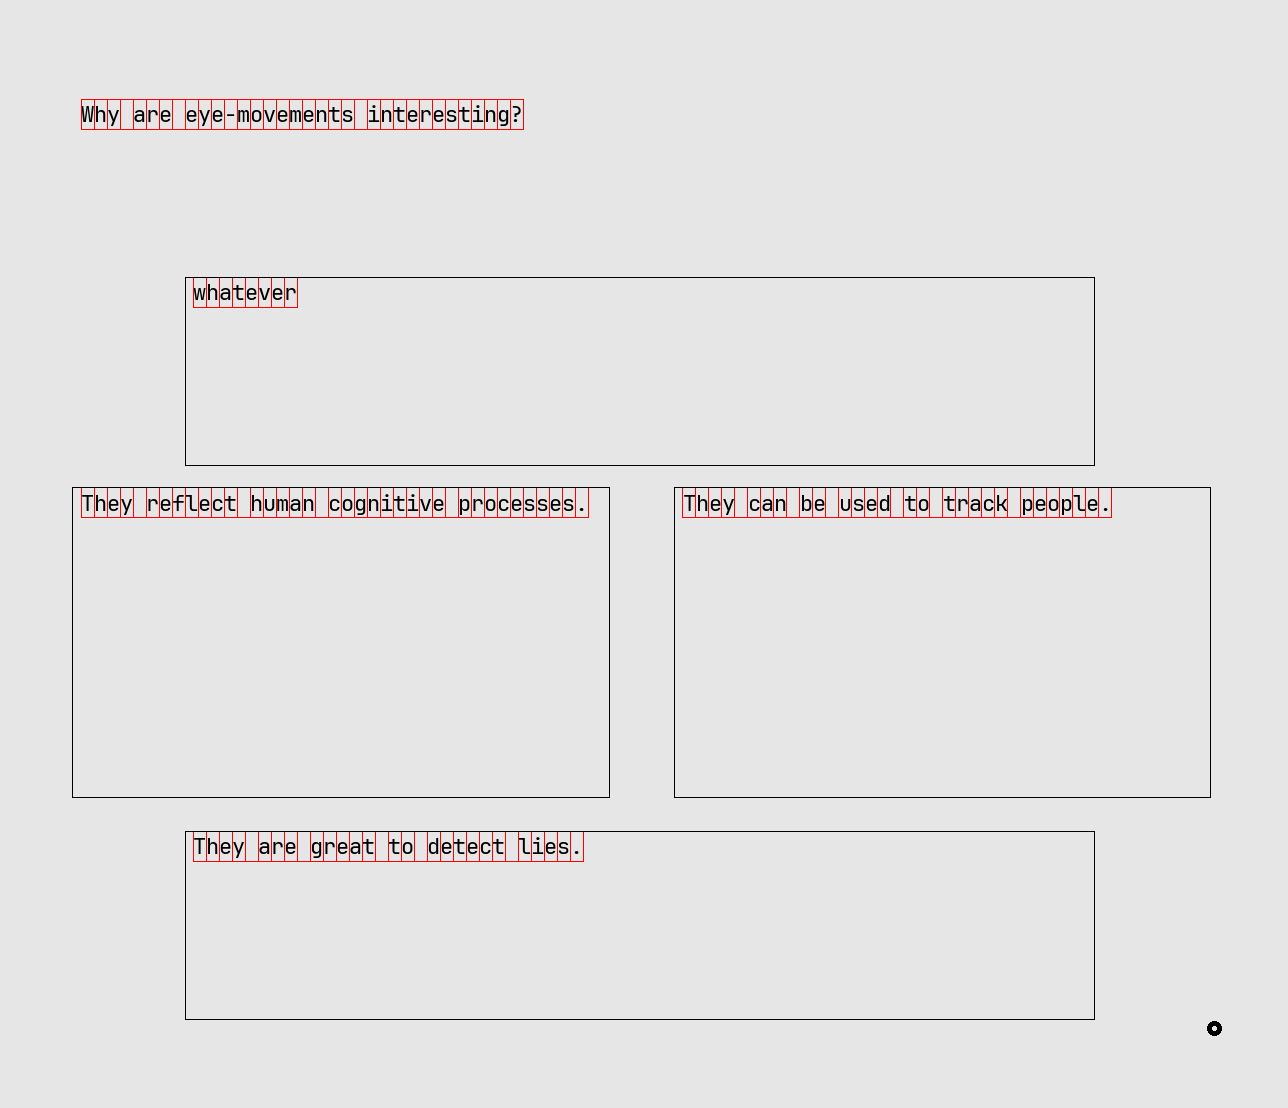 Why are eye-movements interesting?
whatever
They reflect human cognitive processes.
They can be used to track people.
They are great to detect lies.